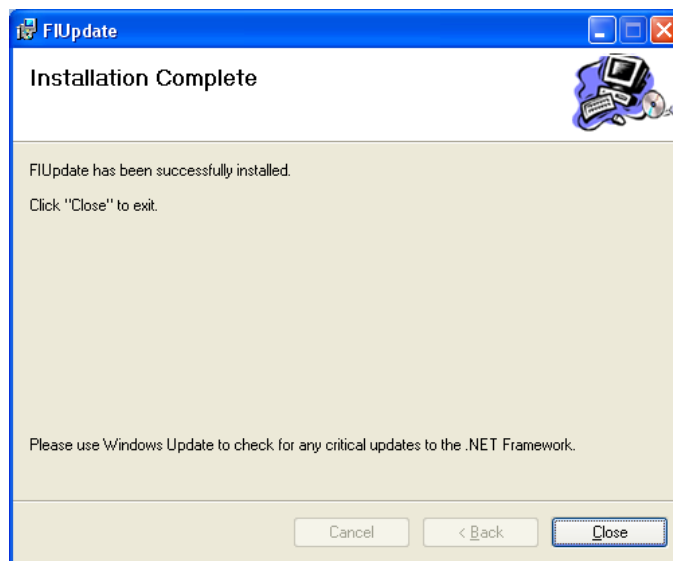 FIUpdate
Installation Complete
FIUpdate has been successfully installed.
Click "Close" to exit.
Please use Windows Update to check for any critical updates to the .NET Framework.
Cancel
< Back
Close